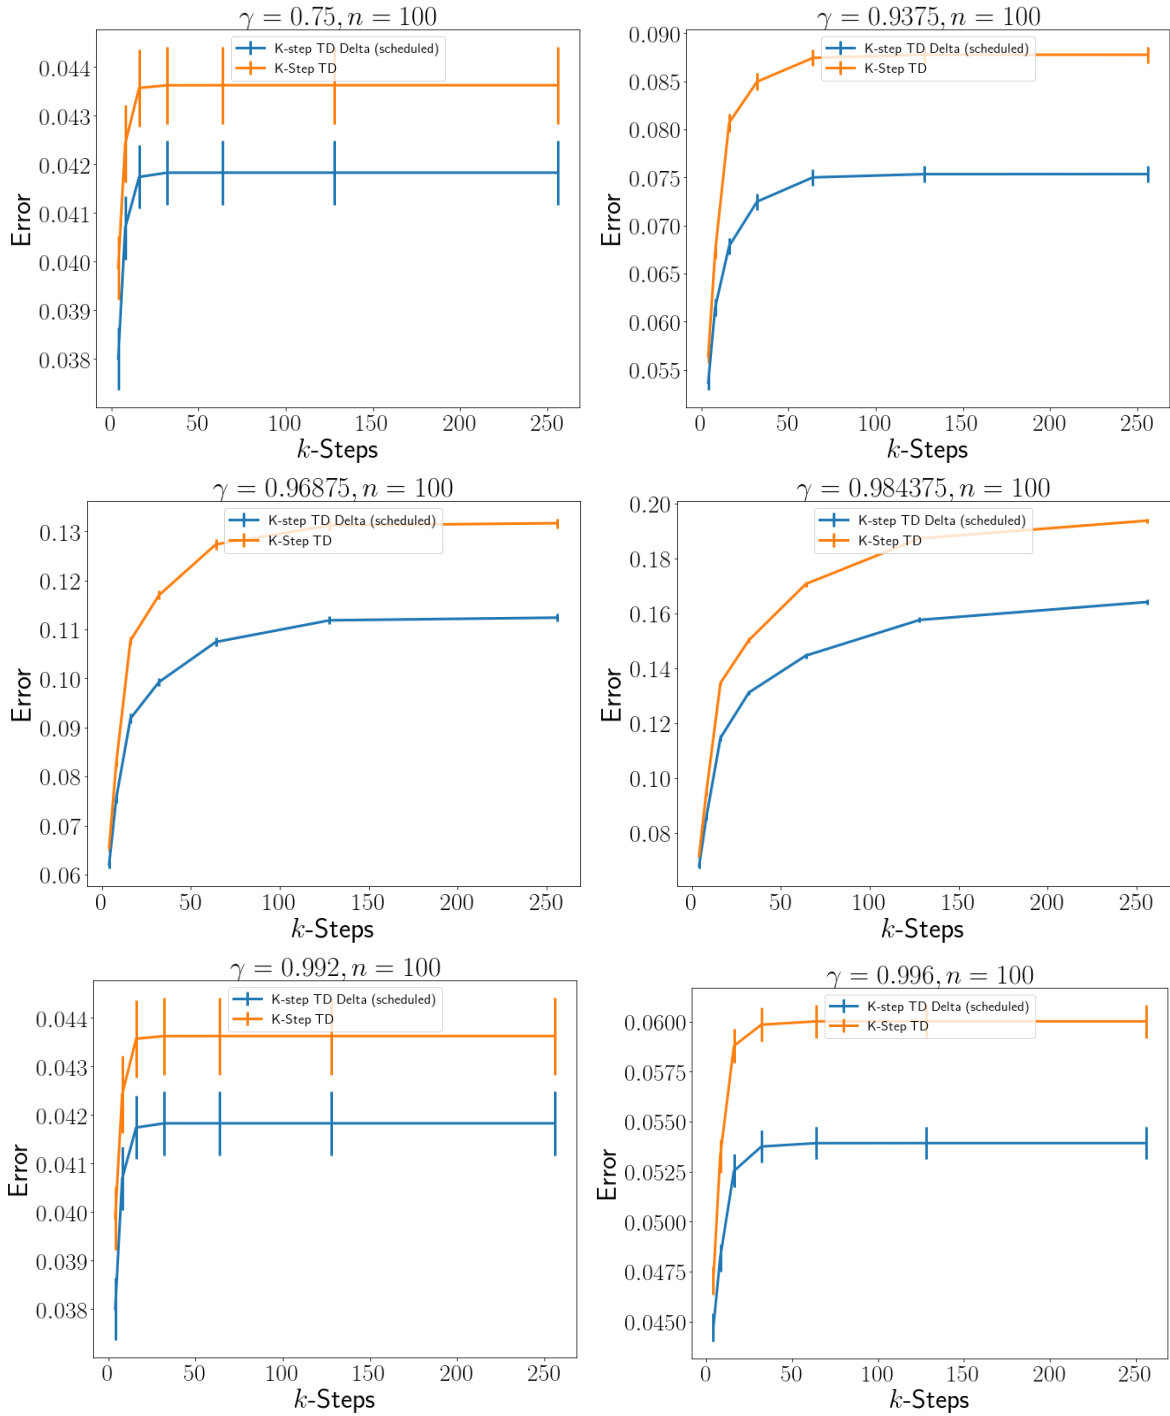 γ = 0.75, n = 100
K-step TD Delta (scheduled)
K-Step TD
0.044
0.043
0.042
0.041
0.040
0.039
0.038
Error
0 50 100 150 200 250
k-Steps
γ = 0.9375, n = 100
K-step TD Delta (scheduled)
K-Step TD
0.090
0.085
0.080
0.075
0.070
0.065
0.060
0.055
Error
0 50 100 150 200 250
k-Steps
γ = 0.96875, n = 100
K-step TD Delta (scheduled)
K-Step TD
0.13
0.12
0.11
0.10
0.09
0.08
0.07
0.06
Error
0 50 100 150 200 250
k-Steps
γ = 0.984375, n = 100
K-step TD Delta (scheduled)
K-Step TD
0.20
0.18
0.16
0.14
0.12
0.10
0.08
Error
0 50 100 150 200 250
k-Steps
γ = 0.992, n = 100
K-step TD Delta (scheduled)
K-Step TD
0.044
0.043
0.042
0.041
0.040
0.039
0.038
Error
0 50 100 150 200 250
k-Steps
γ = 0.996, n = 100
K-step TD Delta (scheduled)
K-Step TD
0.0600
0.0575
0.0550
0.0525
0.0500
0.0475
0.0450
Error
0 50 100 150 200 250
k-Steps